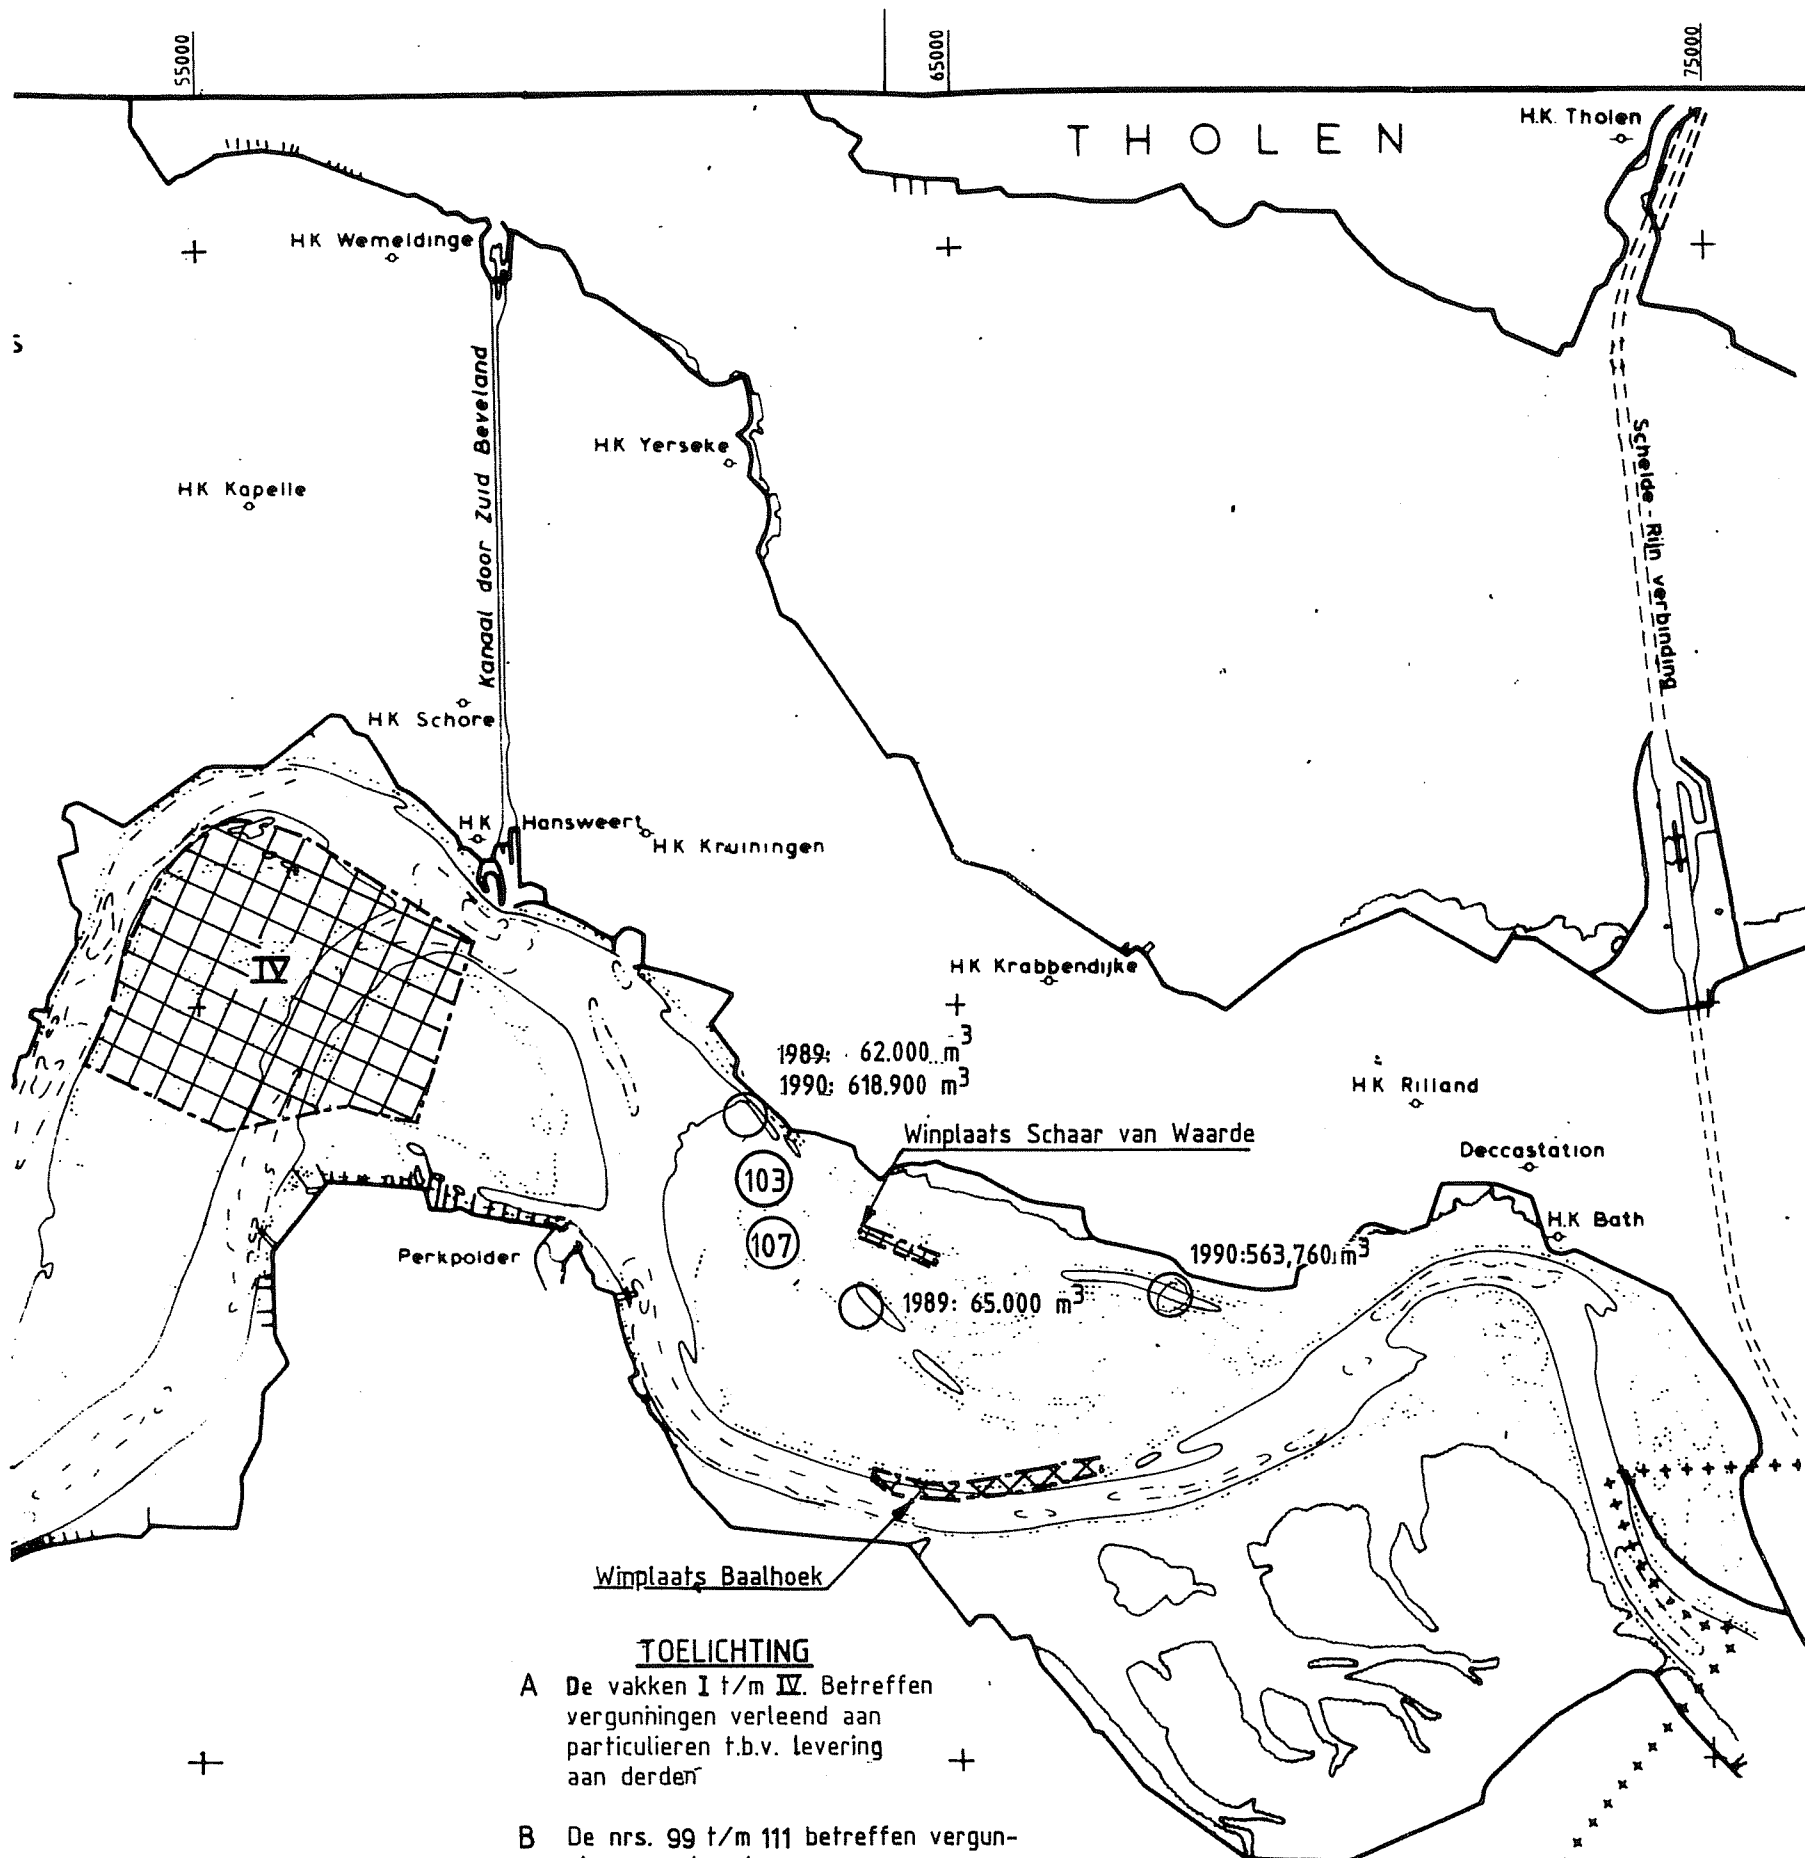 55000
65000
75000
THOLEN
H.K. Tholen
HK Wemeldinge
S
Kanaal door Zuid Beveland
HK Yerseke
HK Kapelle
Schelde - Rijn verbinding
HK Schore
HK Hansweert
HK Kruiningen
IV
HK Krabbendijke
1989: 62.000 m³
1990: 618,900 m³
HK Rilland
Winplaats Schaar van Waarde
Deccastation
103
H.K Bath
107
Perkpolder
1990:563,760 m³
1989: 65.000 m³
Winplaats Baalhoek
TOELICHTING
A De vakken I t/m IV. Betreffen
vergunningen verleend aan
particulieren t.b.v. levering
aan derden
B De nrs. 99 t/m 111 betreffen vergun-